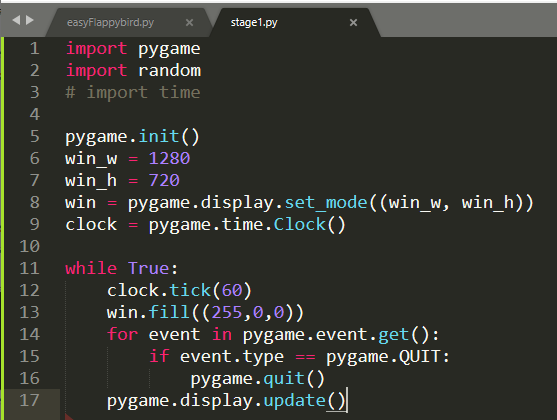 easyFlappybird.py × stage1.py ×
1 import pygame
2 import random
3 # import time
4
5 pygame.init()
6 win_w = 1280
7 win_h = 720
8 win = pygame.display.set_mode((win_w, win_h))
9 clock = pygame.time.Clock()
10
11 while True:
12     clock.tick(60)
13     win.fill((255,0,0))
14     for event in pygame.event.get():
15         if event.type == pygame.QUIT:
16             pygame.quit()
17     pygame.display.update()